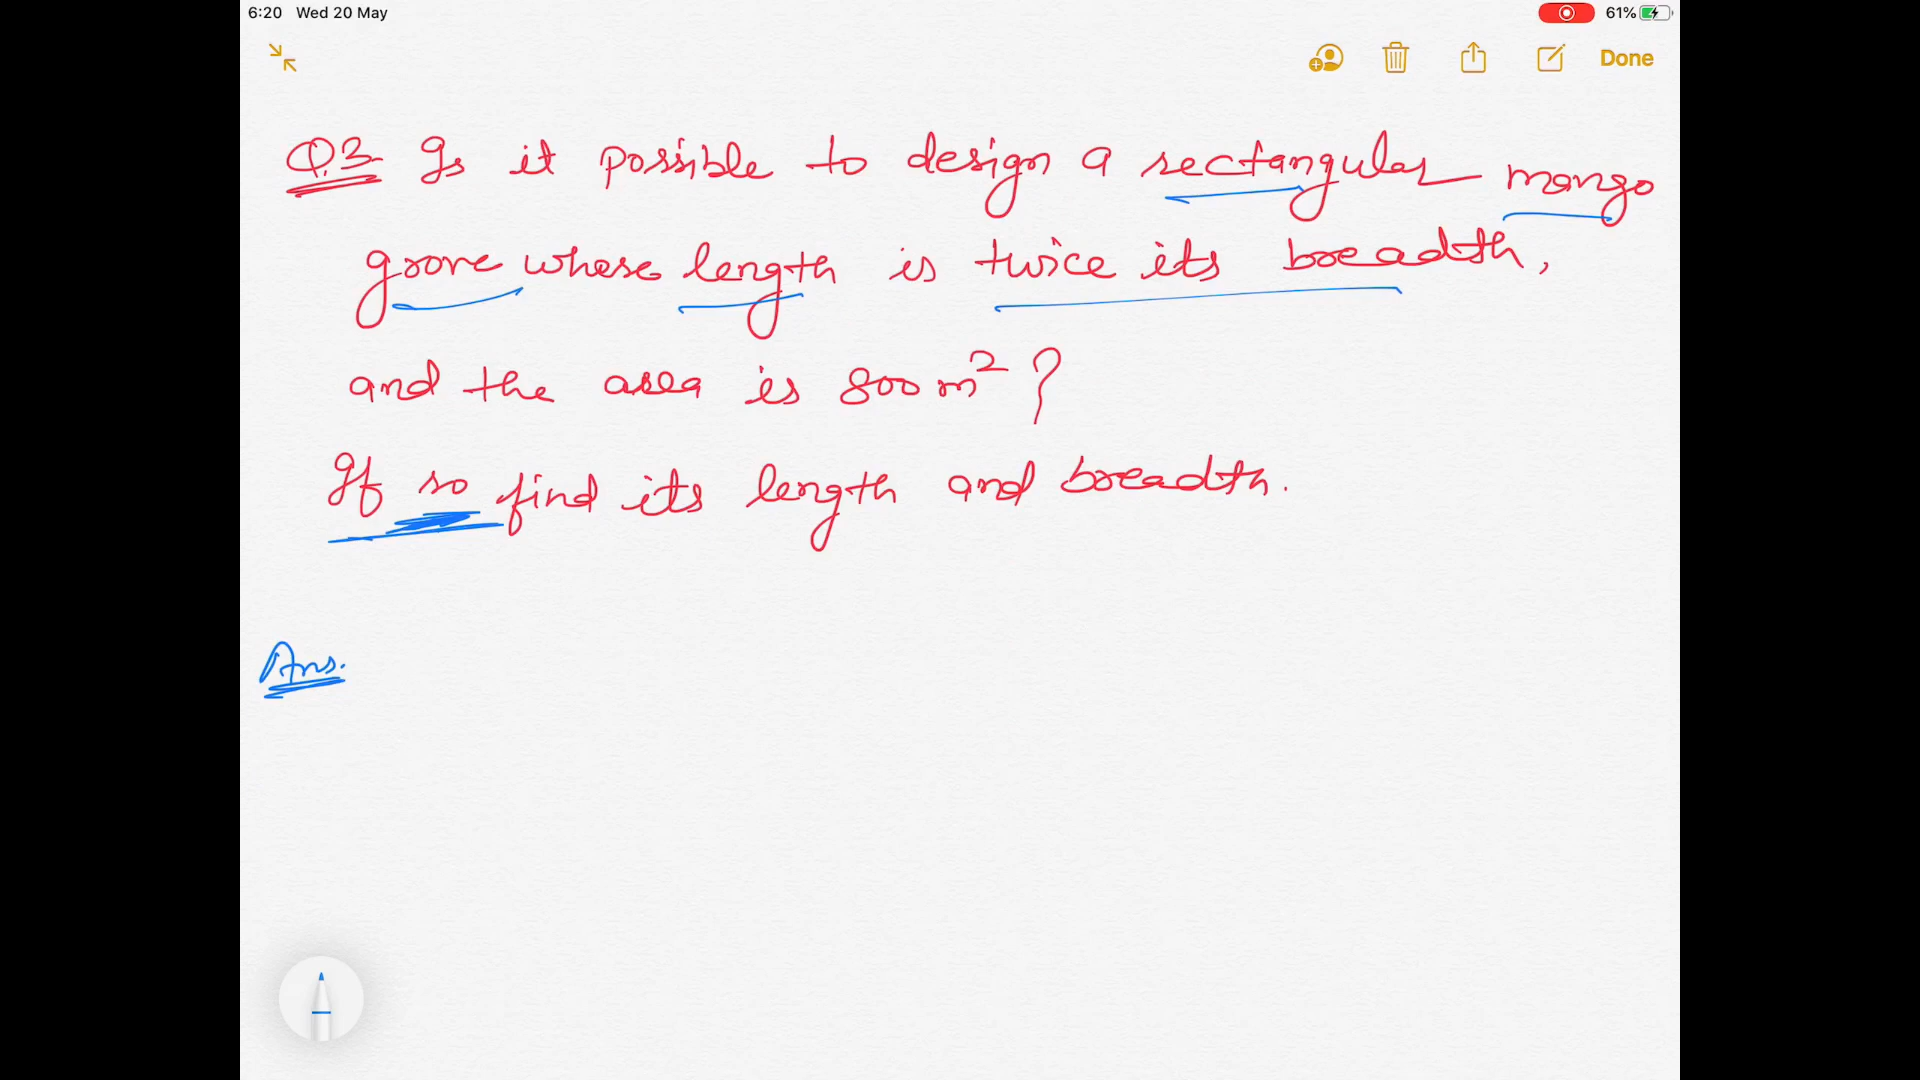 6:20 Wed 20 May 61%
Done
Q.3 Is it possible to design a rectangular mango
grove whose length is twice its breadth,
and the area is 800 m²?
If so find its length and breadth.
Ans.